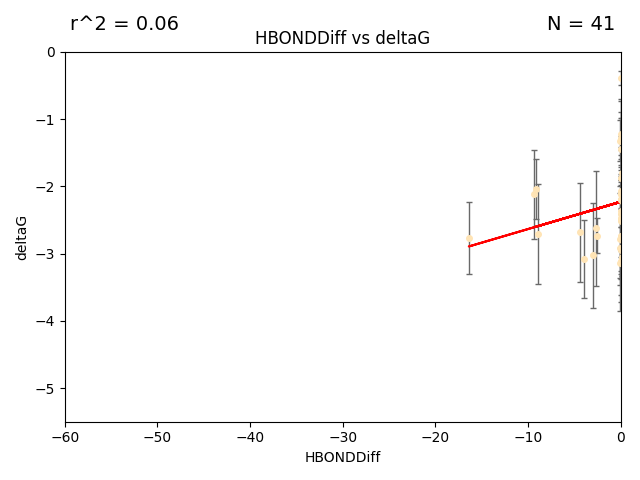 r^2 = 0.06
N = 41
HBONDDiff vs deltaG
0
−1
−2
−3
−4
−5
deltaG
−60 −50 −40 −30 −20 −10 0
HBONDDiff